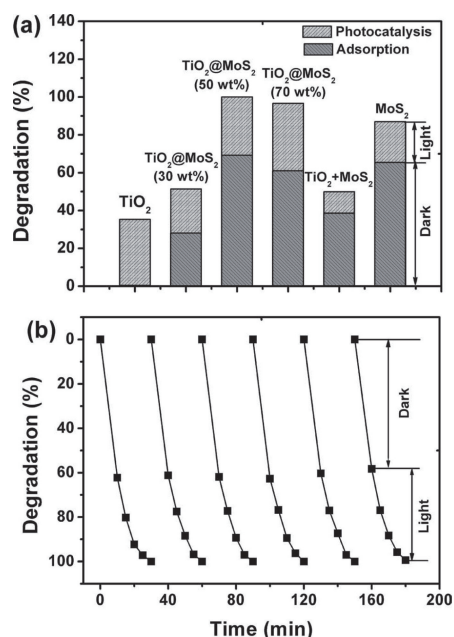 (a)
Photocatalysis
Adsorption
Degradation (%)
140
120
100
80
60
40
20
0
TiO₂
TiO₂@MoS₂
(30 wt%)
TiO₂@MoS₂
(50 wt%)
TiO₂@MoS₂
(70 wt%)
TiO₂+MoS₂
MoS₂
Light
Dark
(b)
Degradation (%)
0
20
40
60
80
100
Dark
Light
0 40 80 120 160 200
Time (min)